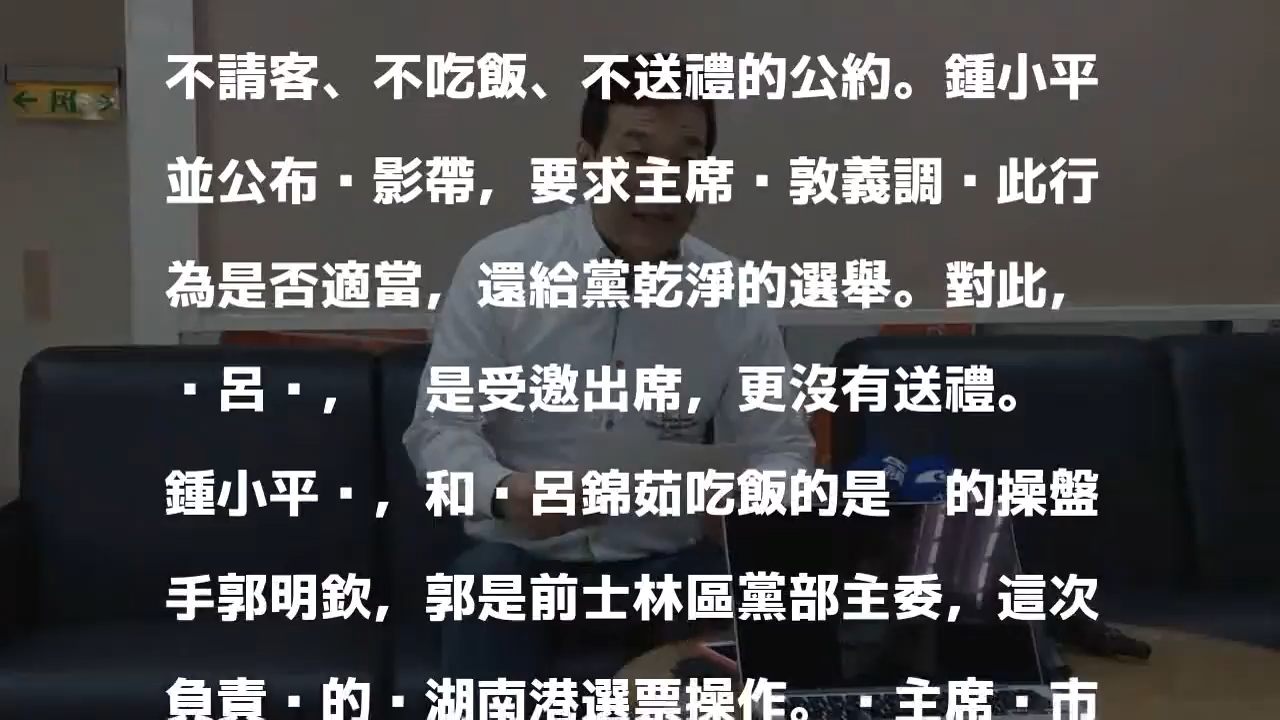 不請客、不吃飯、不送禮的公約。鍾小平
並公布▪影帶，要求主席▪敦義調▪此行
為是否適當，還給黨乾淨的選舉。對此，
▪呂▪，　是受邀出席，更沒有送禮。
鍾小平▪，和▪呂錦茹吃飯的是　的操盤
手郭明欽，郭是前士林區黨部主委，這次
負責▪的▪湖南港選票操作。▪主席▪市